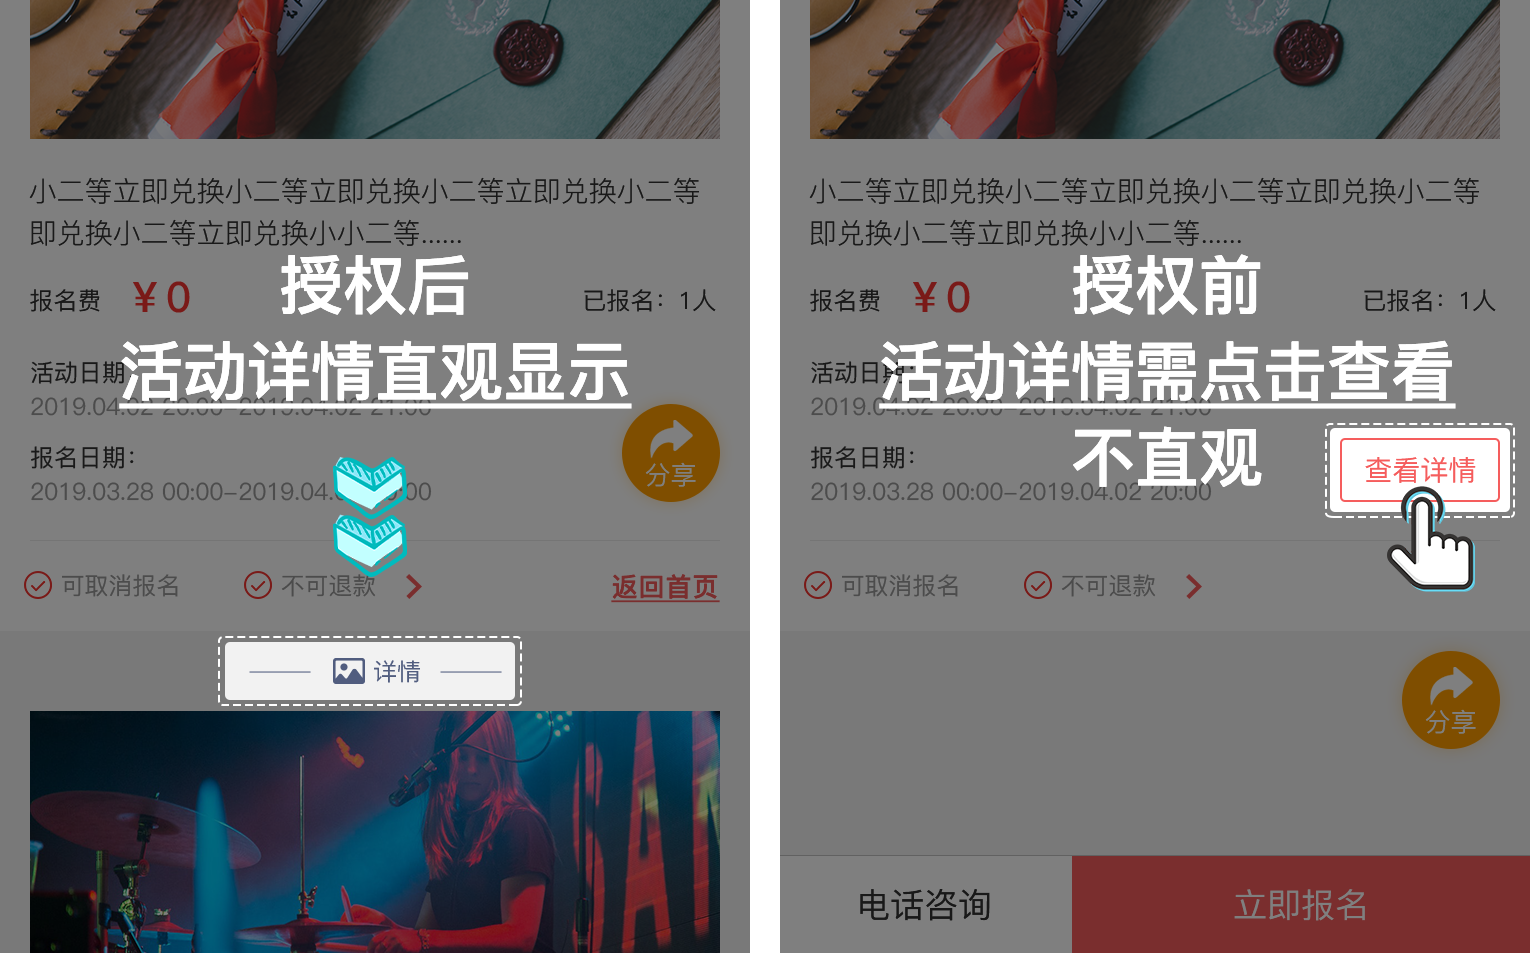 小二等立即兑换小二等立即兑换小二等立即兑换小二等
即兑换小二等立即兑换小小二等......
授权后
报名费 ¥0
已报名：1人
活动详情直观显示
活动日期
2019.04.02 20:00-2019.04.02 21:00
报名日期：
2019.03.28 00:00-2019.04.
:00
分享
可取消报名
不可退款
返回首页
详情
小二等立即兑换小二等立即兑换小二等立即兑换小二等
即兑换小二等立即兑换小小二等......
授权前
报名费 ¥0
已报名：1人
活动详情需点击查看
活动日期：
2019.04.02 20:00-2019.04.02 21:00
不直观
报名日期：
2019.03.28 00:00-2019.04.02 20:00
查看详情
可取消报名
不可退款
分享
电话咨询
立即报名